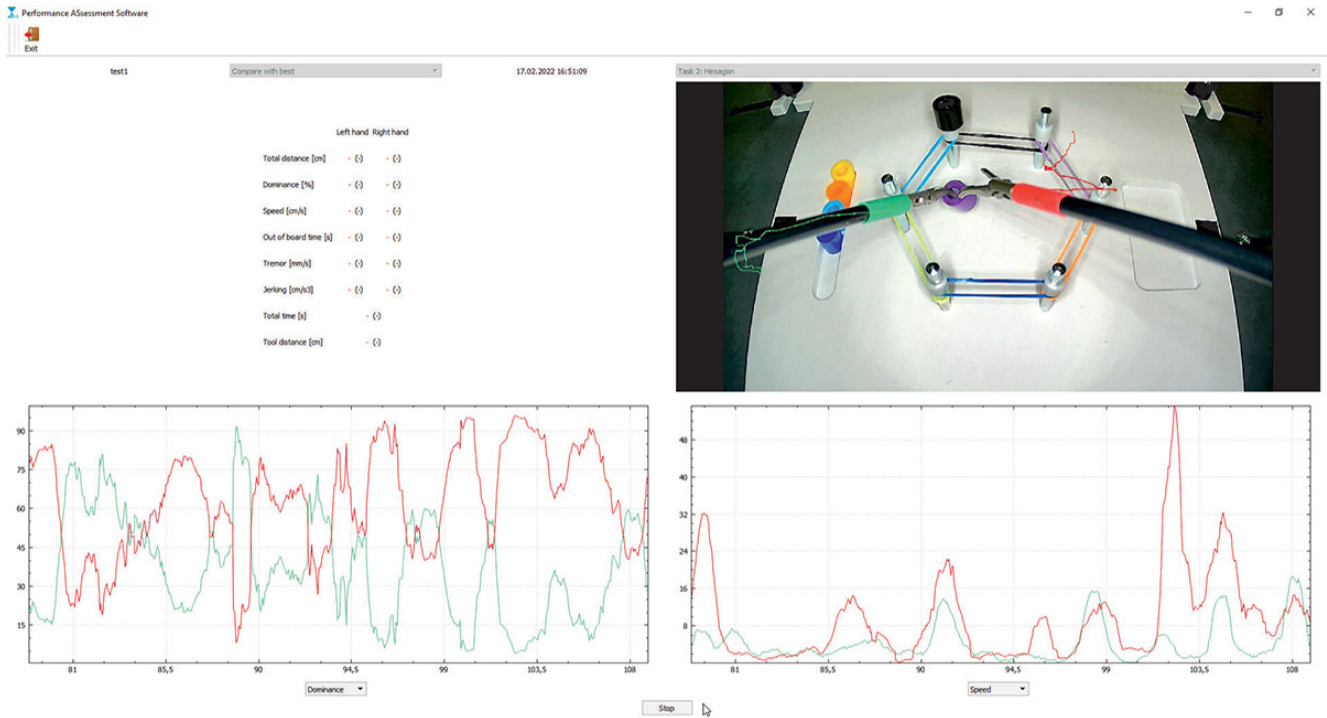 Performance ASsessment Software
Exit
test1 Compare with best 17.02.2022 16:51:09 Task 2: Hexagon
Left hand Right hand
Total distance [cm] - (-) - (-)
Dominance [%] - (-) - (-)
Speed [cm/s] - (-) - (-)
Out of board time [s] - (-) - (-)
Tremor [mm/s] - (-) - (-)
Jerking [cm/s3] - (-) - (-)
Total time [s] - (-)
Tool distance [cm] - (-)
90
75
60
45
30
15
81 85,5 90 94,5 99 103,5 108
Dominance
48
40
32
24
16
8
81 85,5 90 94,5 99 103,5 108
Speed
Stop